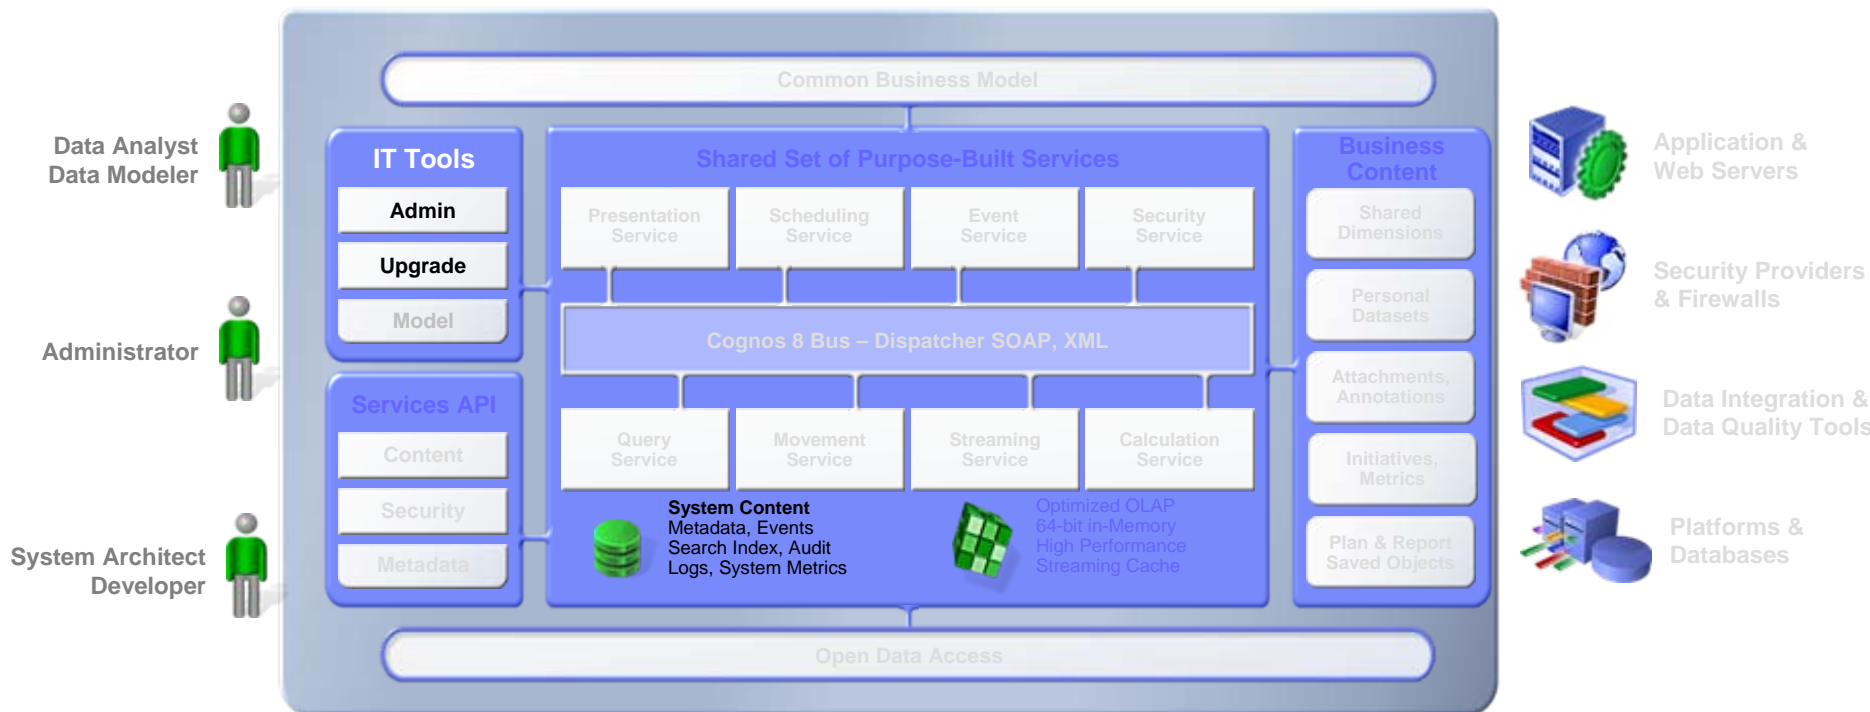 Common Business Model
Data Analyst
Data Modeler
Administrator
System Architect
Developer
IT Tools
Admin
Upgrade
Model
Services API
Content
Security
Metadata
Shared Set of Purpose-Built Services
Presentation
Service
Scheduling
Service
Event
Service
Security
Service
Cognos 8 Bus – Dispatcher SOAP, XML
Query
Service
Movement
Service
Streaming
Service
Calculation
Service
System Content
Metadata, Events
Search Index, Audit
Logs, System Metrics
Optimized OLAP
64-bit in-Memory
High Performance
Streaming Cache
Business
Content
Shared
Dimensions
Personal
Datasets
Attachments,
Annotations
Initiatives,
Metrics
Plan & Report
Saved Objects
Open Data Access
Application &
Web Servers
Security Providers
& Firewalls
Data Integration &
Data Quality Tools
Platforms &
Databases